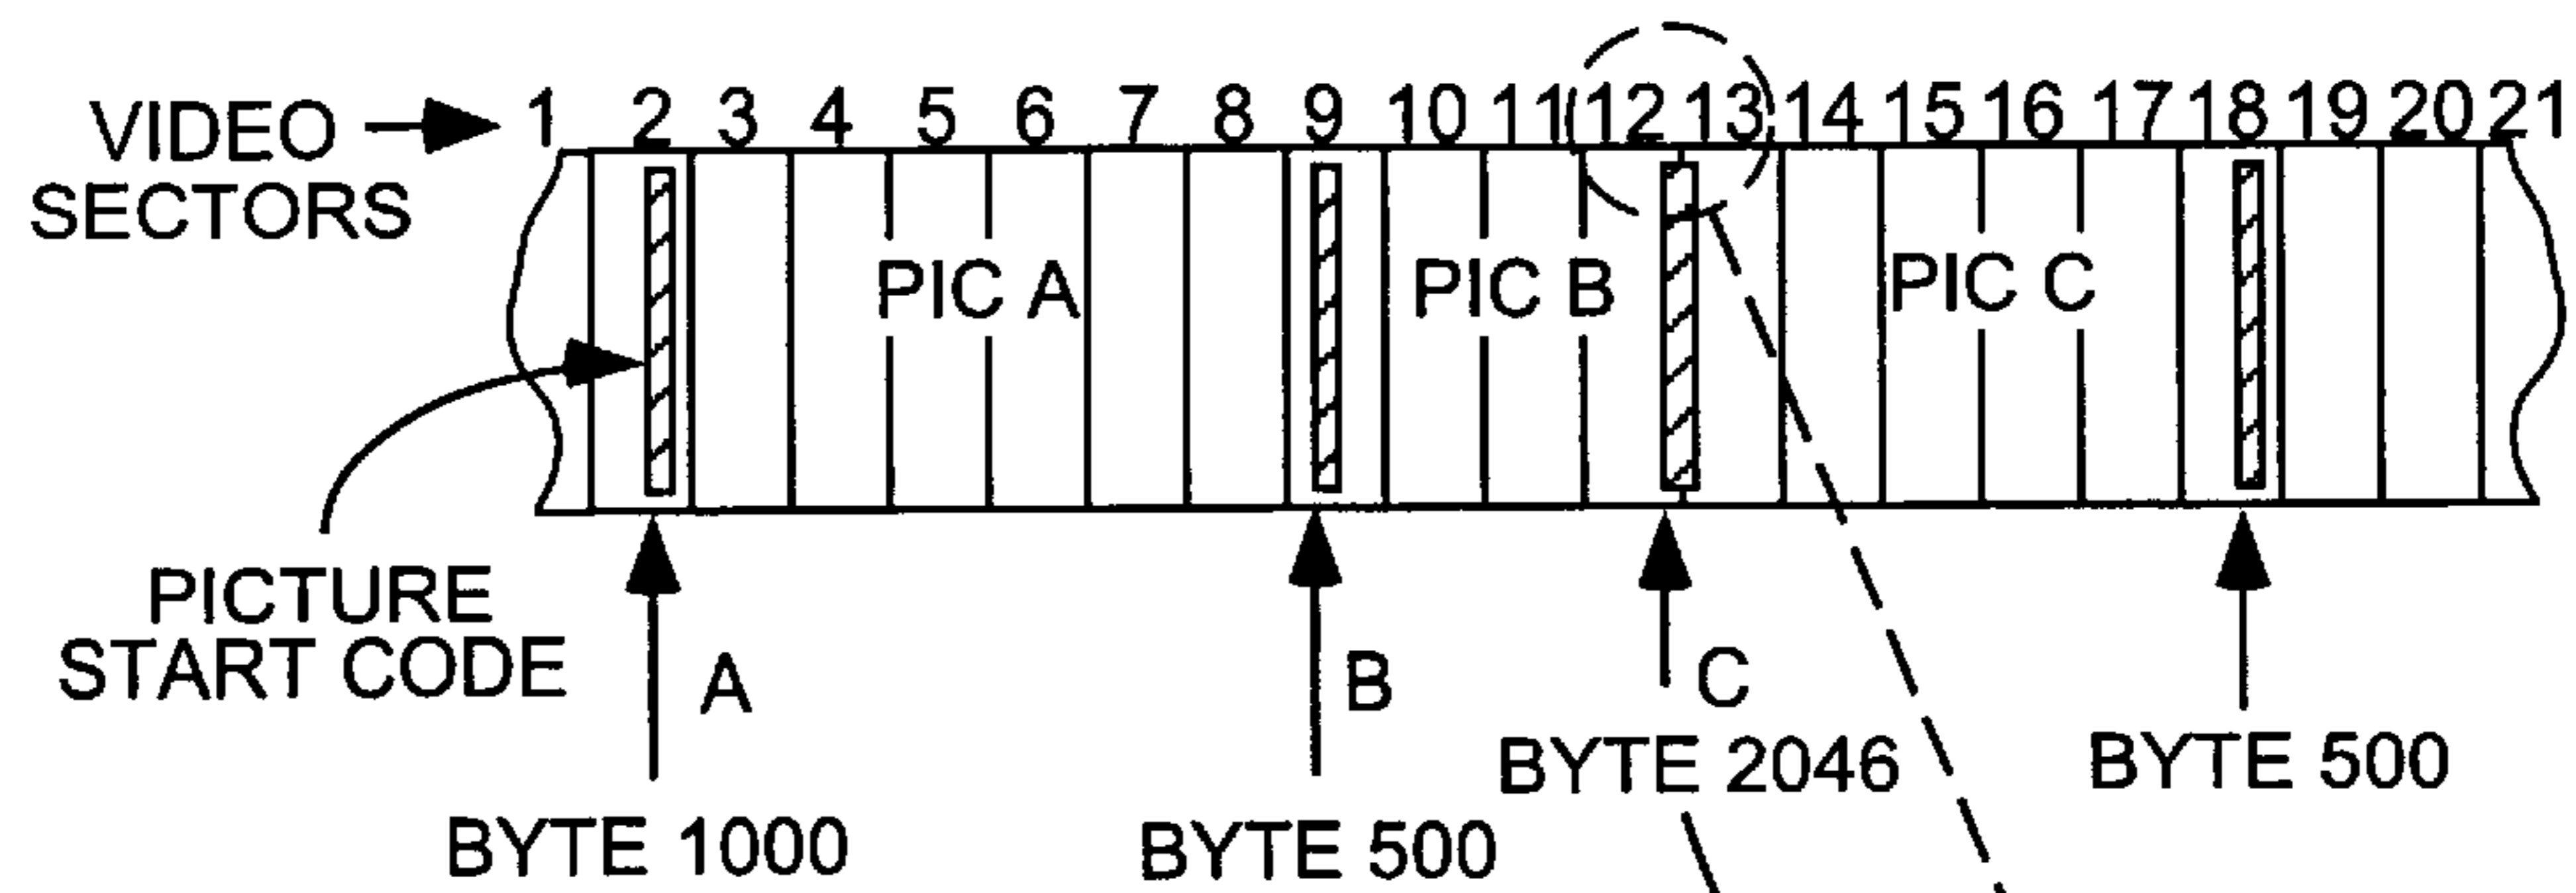 VIDEO
SECTORS
1 2 3 4 5 6 7 8 9 10 11 12 13 14 15 16 17 18 19 20 21
PIC A
PIC B
PIC C
PICTURE
START CODE
A
B
C
BYTE 1000
BYTE 500
BYTE 2046
BYTE 500